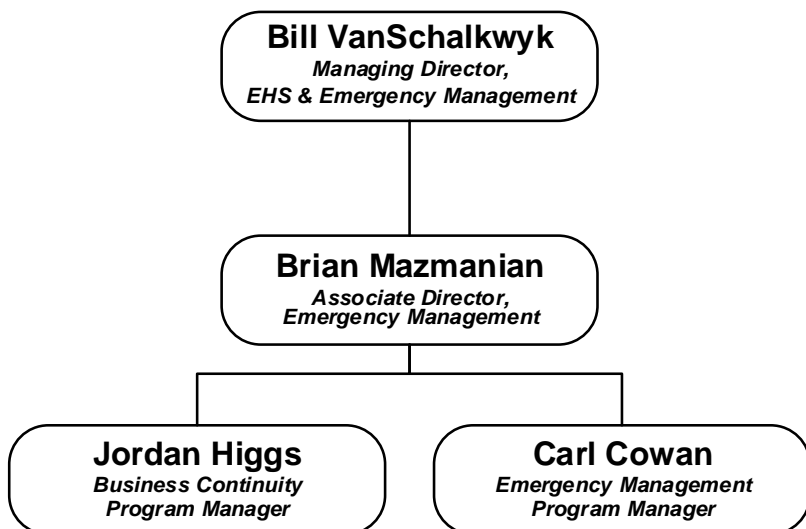 Bill VanSchalkwyk
Managing Director,
EHS & Emergency Management
Brian Mazmanian
Associate Director,
Emergency Management
Jordan Higgs
Business Continuity
Program Manager
Carl Cowan
Emergency Management
Program Manager